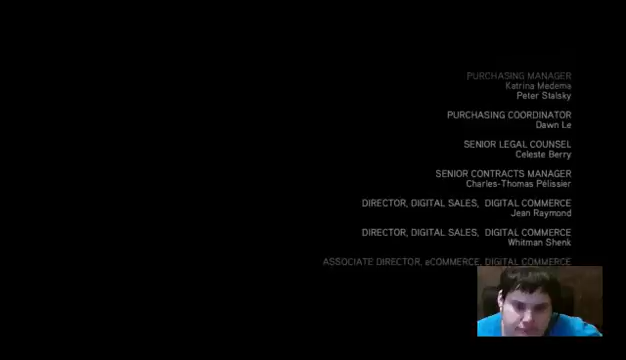 PURCHASING MANAGER
Katrina Medema
Peter Stalsky
PURCHASING COORDINATOR
Dawn Le
SENIOR LEGAL COUNSEL
Celeste Berry
SENIOR CONTRACTS MANAGER
Charles-Thomas Pélissier
DIRECTOR, DIGITAL SALES, DIGITAL COMMERCE
Jean Raymond
DIRECTOR, DIGITAL SALES, DIGITAL COMMERCE
Whitman Shenk
ASSOCIATE DIRECTOR, eCOMMERCE, DIGITAL COMMERCE